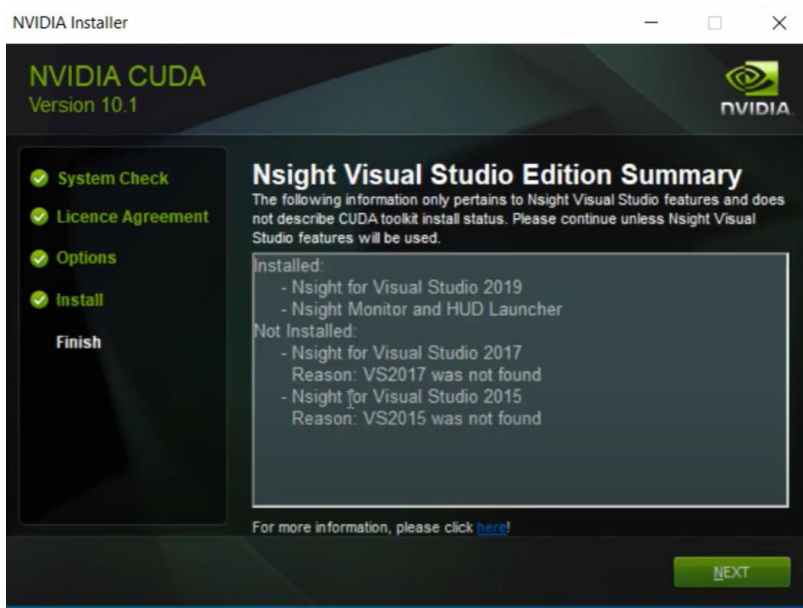 NVIDIA Installer
NVIDIA CUDA
Version 10.1
NVIDIA.
System Check
Licence Agreement
Options
Install
Finish
Nsight Visual Studio Edition Summary
The following information only pertains to Nsight Visual Studio features and does
not describe CUDA toolkit install status. Please continue unless Nsight Visual
Studio features will be used.
Installed:
- Nsight for Visual Studio 2019
- Nsight Monitor and HUD Launcher
Not Installed:
- Nsight for Visual Studio 2017
Reason: VS2017 was not found
- Nsight for Visual Studio 2015
Reason: VS2015 was not found
For more information, please click here!
NEXT